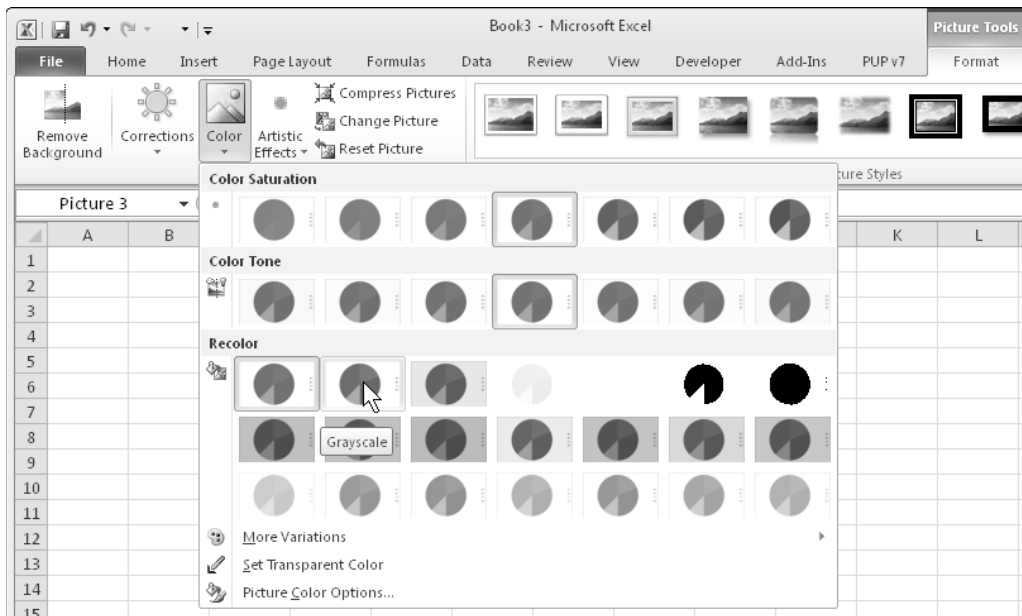 Book3 - Microsoft Excel
Picture Tools
File Home Insert Page Layout Formulas Data Review View Developer Add-Ins PUP v7 Format
Remove Background
Corrections
Color
Artistic Effects
Compress Pictures
Change Picture
Reset Picture
ture Styles
Picture 3
Color Saturation
A B K L
1
Color Tone
2
3
Recolor
4
5
6
7
Grayscale
8
9
10
11
More Variations
12
Set Transparent Color
13
Picture Color Options...
14
15